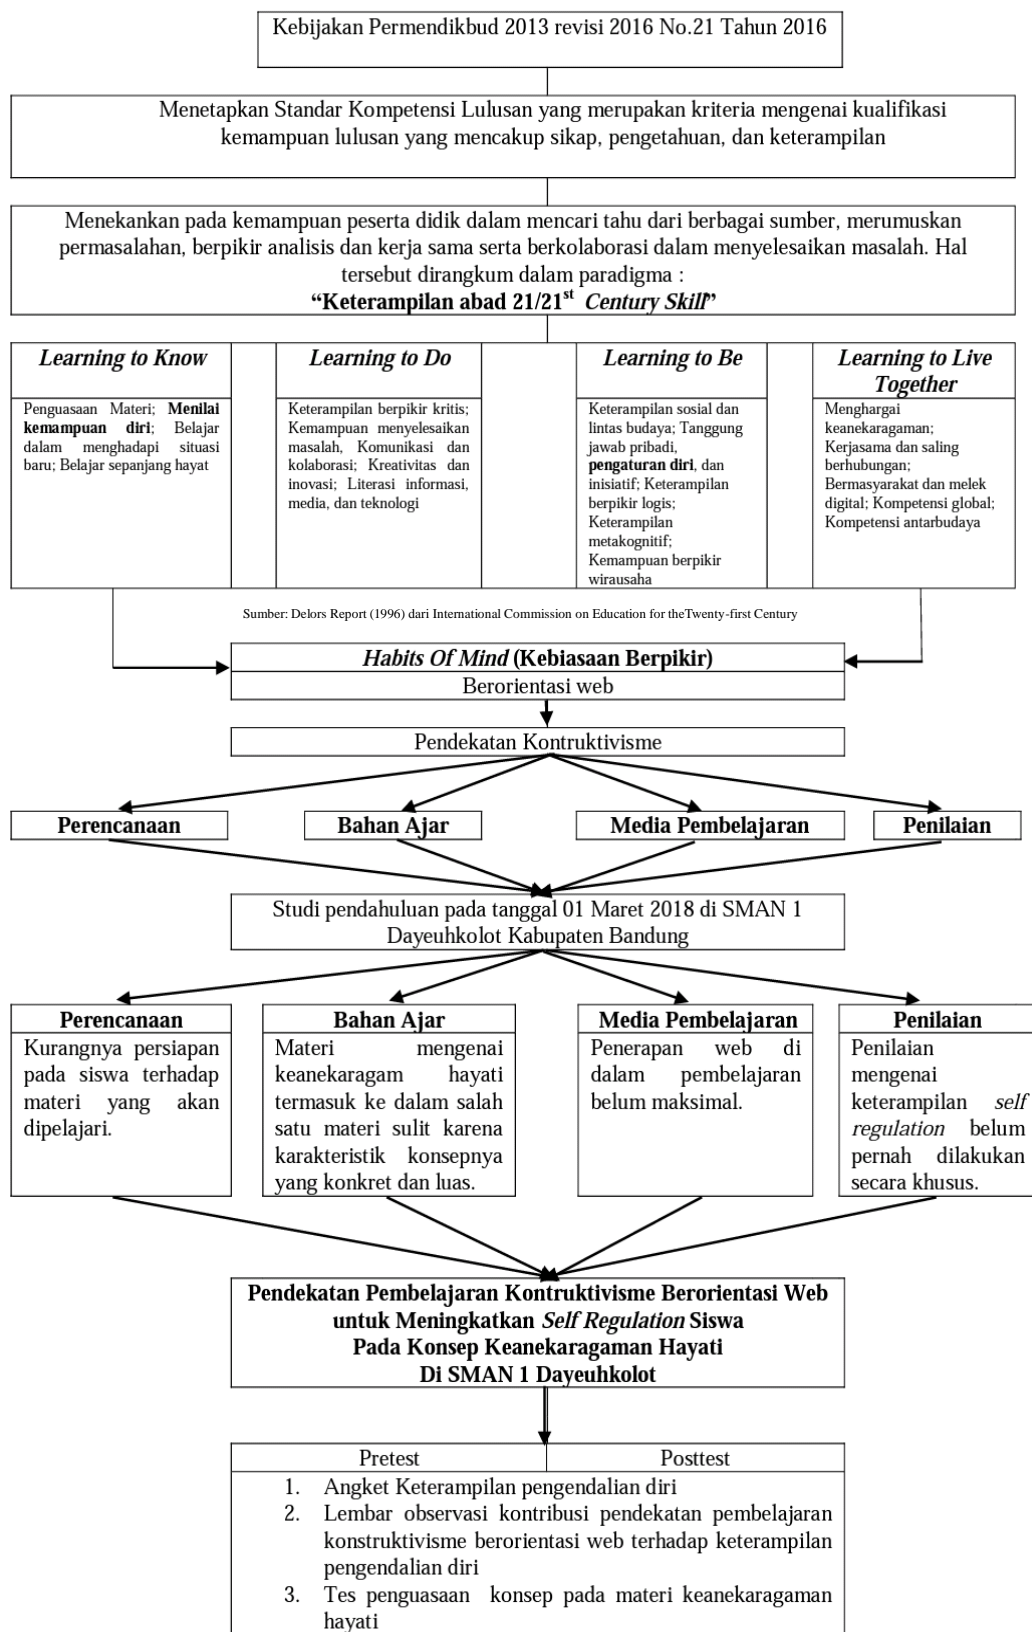 Kebijakan Permendikbud 2013 revisi 2016 No.21 Tahun 2016
Menetapkan Standar Kompetensi Lulusan yang merupakan kriteria mengenai kualifikasi
kemampuan lulusan yang mencakup sikap, pengetahuan, dan keterampilan
Menekankan pada kemampuan peserta didik dalam mencari tahu dari berbagai sumber, merumuskan
permasalahan, berpikir analisis dan kerja sama serta berkolaborasi dalam menyelesaikan masalah. Hal
tersebut dirangkum dalam paradigma :
“Keterampilan abad 21/21st Century Skill”
Learning to Know
Penguasaan Materi; Menilai
kemampuan diri; Belajar
dalam menghadapi situasi
baru; Belajar sepanjang hayat
Learning to Do
Keterampilan berpikir kritis;
Kemampuan menyelesaikan
masalah, Komunikasi dan
kolaborasi; Kreativitas dan
inovasi; Literasi informasi,
media, dan teknologi
Learning to Be
Keterampilan sosial dan
lintas budaya; Tanggung
jawab pribadi,
pengaturan diri, dan
inisiatif; Keterampilan
berpikir logis;
Keterampilan
metakognitif;
Kemampuan berpikir
wirausaha
Learning to Live
Together
Menghargai
keanekaragaman;
Kerjasama dan saling
berhubungan;
Bermasyarakat dan melek
digital; Kompetensi global;
Kompetensi antarbudaya
Sumber: Delors Report (1996) dari International Commission on Education for theTwenty-first Century
Habits Of Mind (Kebiasaan Berpikir)
Berorientasi web
Pendekatan Kontruktivisme
Perencanaan
Bahan Ajar
Media Pembelajaran
Penilaian
Studi pendahuluan pada tanggal 01 Maret 2018 di SMAN 1
Dayeuhkolot Kabupaten Bandung
Perencanaan
Kurangnya persiapan
pada siswa terhadap
materi yang akan
dipelajari.
Bahan Ajar
Materi mengenai
keanekaragam hayati
termasuk ke dalam salah
satu materi sulit karena
karakteristik konsepnya
yang konkret dan luas.
Media Pembelajaran
Penerapan web di
dalam pembelajaran
belum maksimal.
Penilaian
Penilaian
mengenai
keterampilan self
regulation belum
pernah dilakukan
secara khusus.
Pendekatan Pembelajaran Kontruktivisme Berorientasi Web
untuk Meningkatkan Self Regulation Siswa
Pada Konsep Keanekaragaman Hayati
Di SMAN 1 Dayeuhkolot
Pretest
Posttest
1. Angket Keterampilan pengendalian diri
2. Lembar observasi kontribusi pendekatan pembelajaran
konstruktivisme berorientasi web terhadap keterampilan
pengendalian diri
3. Tes penguasaan konsep pada materi keanekaragaman
hayati